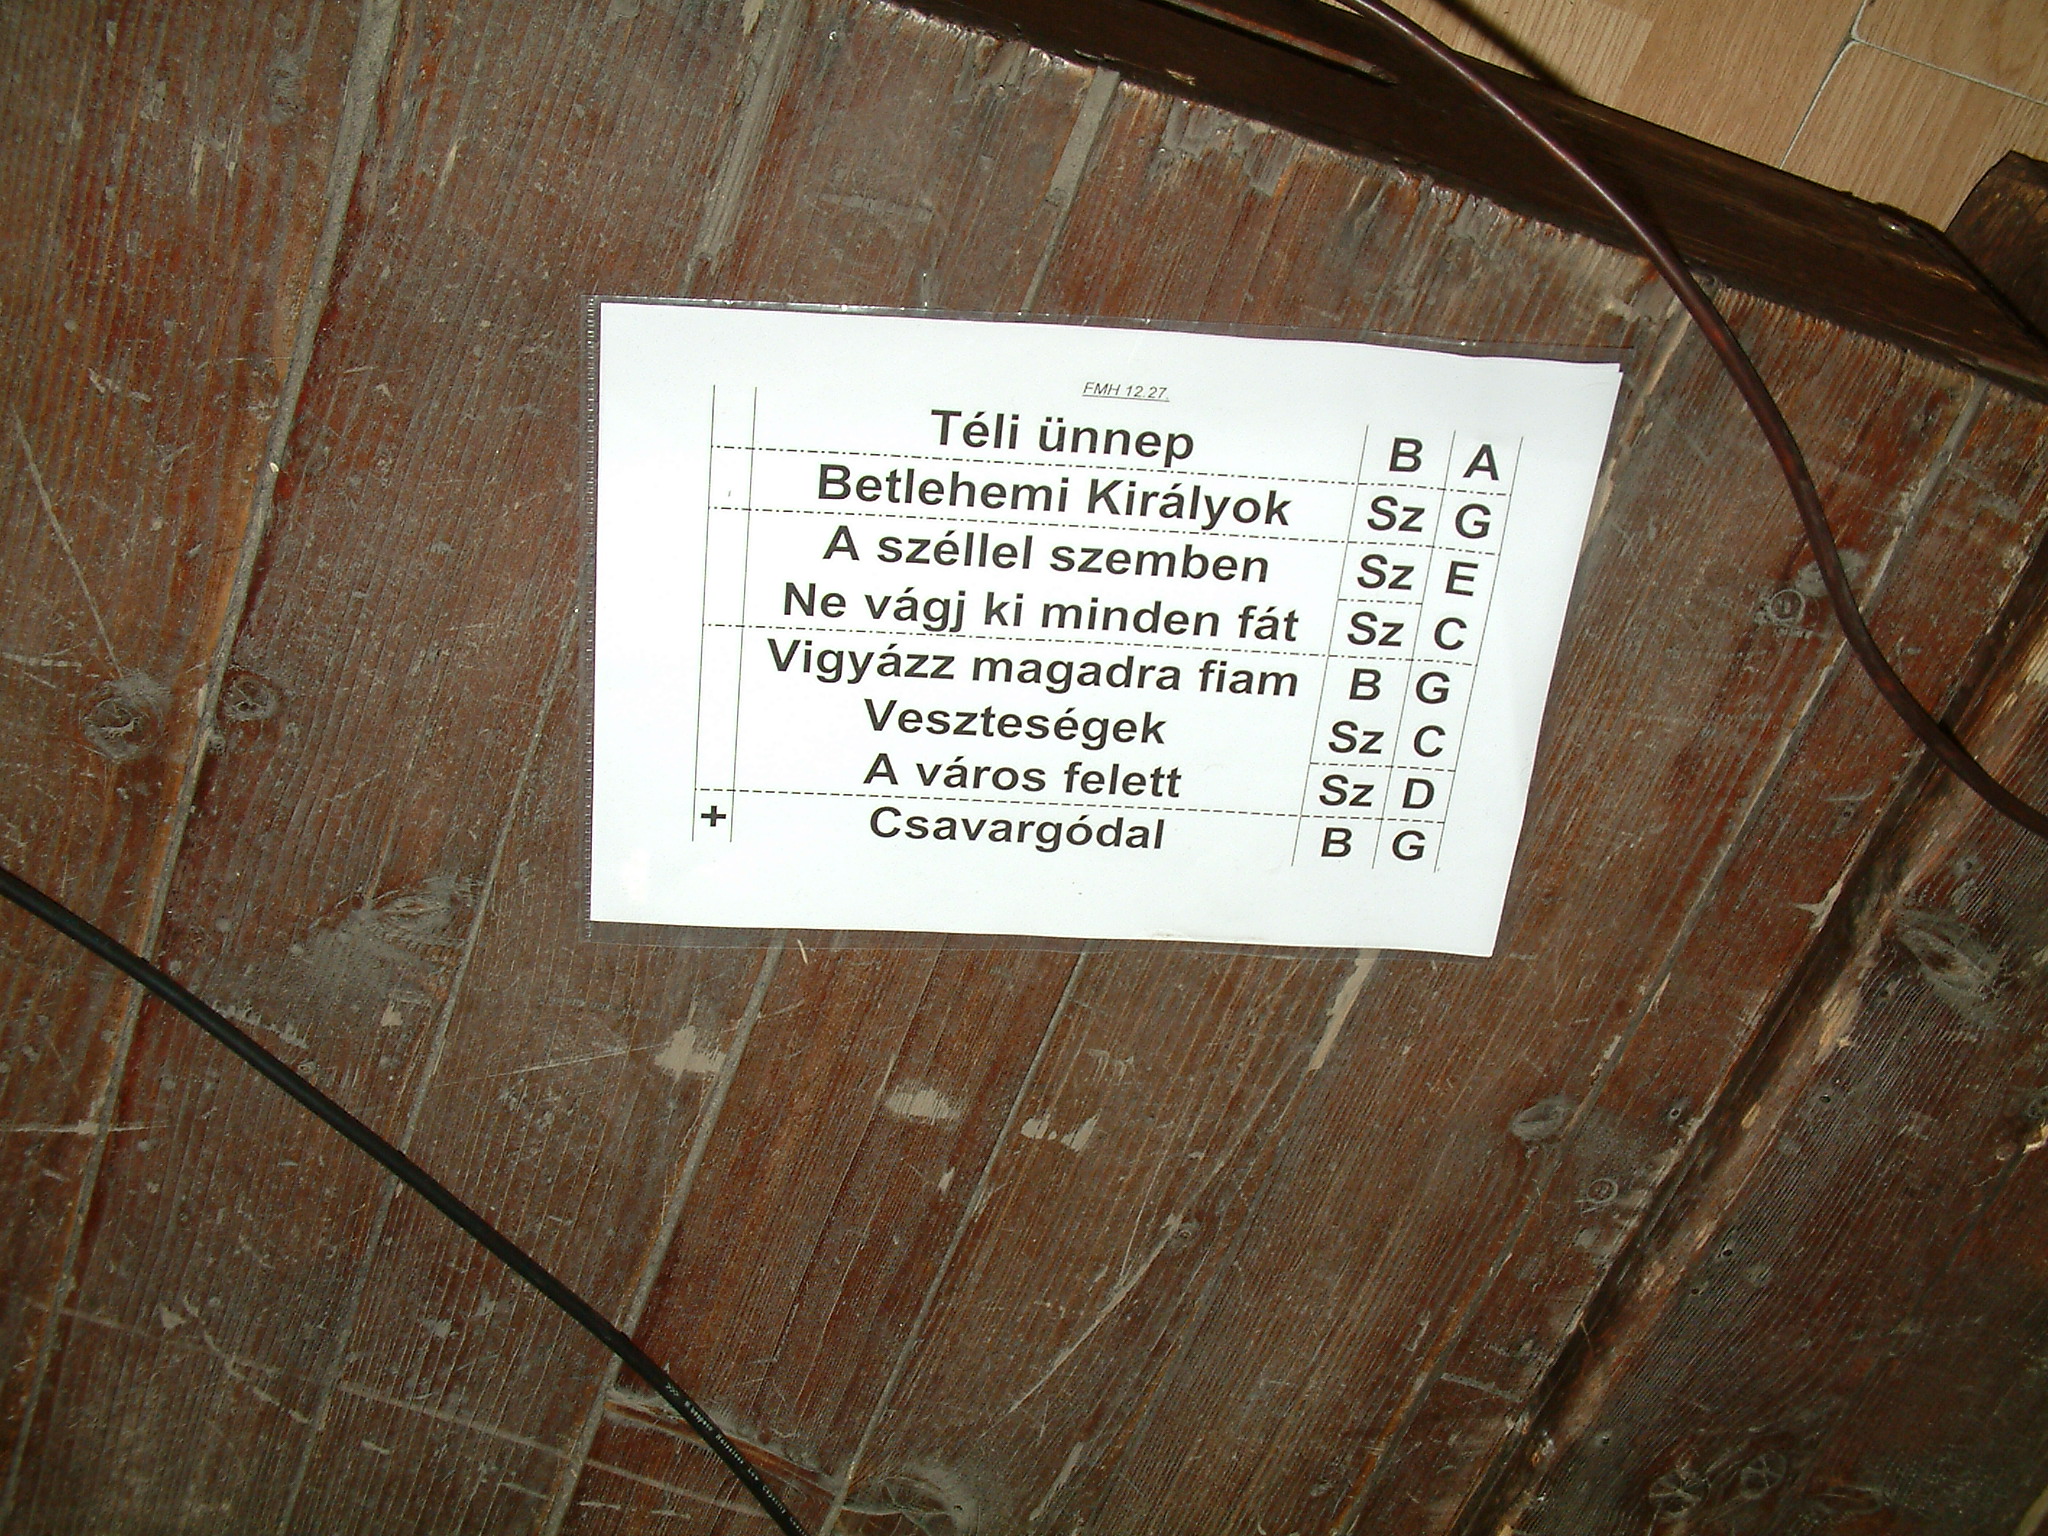 FMH 12.27.
Téli ünnep B A
Betlehemi Királyok Sz G
A széllel szemben Sz E
Ne vágj ki minden fát Sz C
Vigyázz magadra fiam B G
Veszteségek Sz C
A város felett Sz D
+ Csavargódal B G